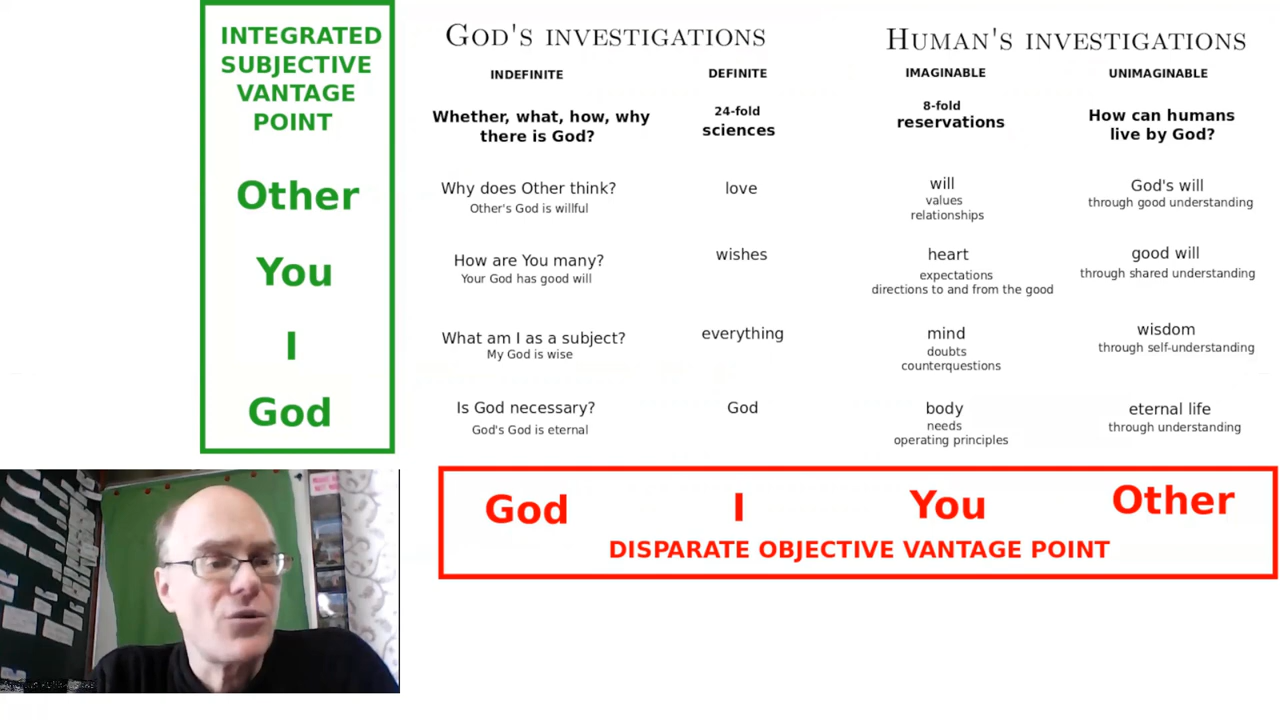 INTEGRATED
SUBJECTIVE
VANTAGE
POINT
Other
You
I
God
GOD'S INVESTIGATIONS
HUMAN'S INVESTIGATIONS
INDEFINITE
DEFINITE
IMAGINABLE
UNIMAGINABLE
Whether, what, how, why
there is God?
24-fold
sciences
8-fold
reservations
How can humans
live by God?
Why does Other think?
Other's God is willful
love
will
values
relationships
God's will
through good understanding
How are You many?
Your God has good will
wishes
heart
expectations
directions to and from the good
good will
through shared understanding
What am I as a subject?
My God is wise
everything
mind
doubts
counterquestions
wisdom
through self-understanding
Is God necessary?
God's God is eternal
God
body
needs
operating principles
eternal life
through understanding
God
I
You
Other
DISPARATE OBJECTIVE VANTAGE POINT